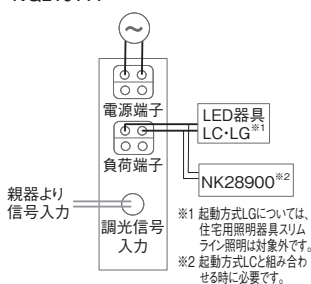 電源端子
負荷端子
親器より
信号入力
調光信号
入力
LED器具
LC・LG※1
NK28900※2
※1 起動方式LGについては、
住宅用照明器具スリム
ライン照明は対象外です。
※2 起動方式LCと組み合わ
せる時に必要です。